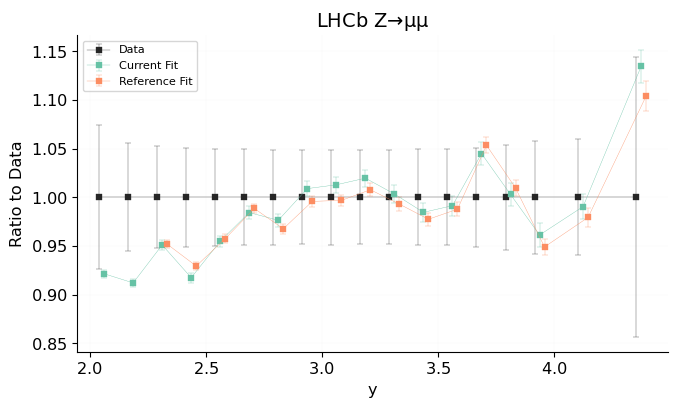 LHCb Z→μμ
Data
Current Fit
Reference Fit
Ratio to Data
1.15
1.10
1.05
1.00
0.95
0.90
0.85
2.0 2.5 3.0 3.5 4.0
y